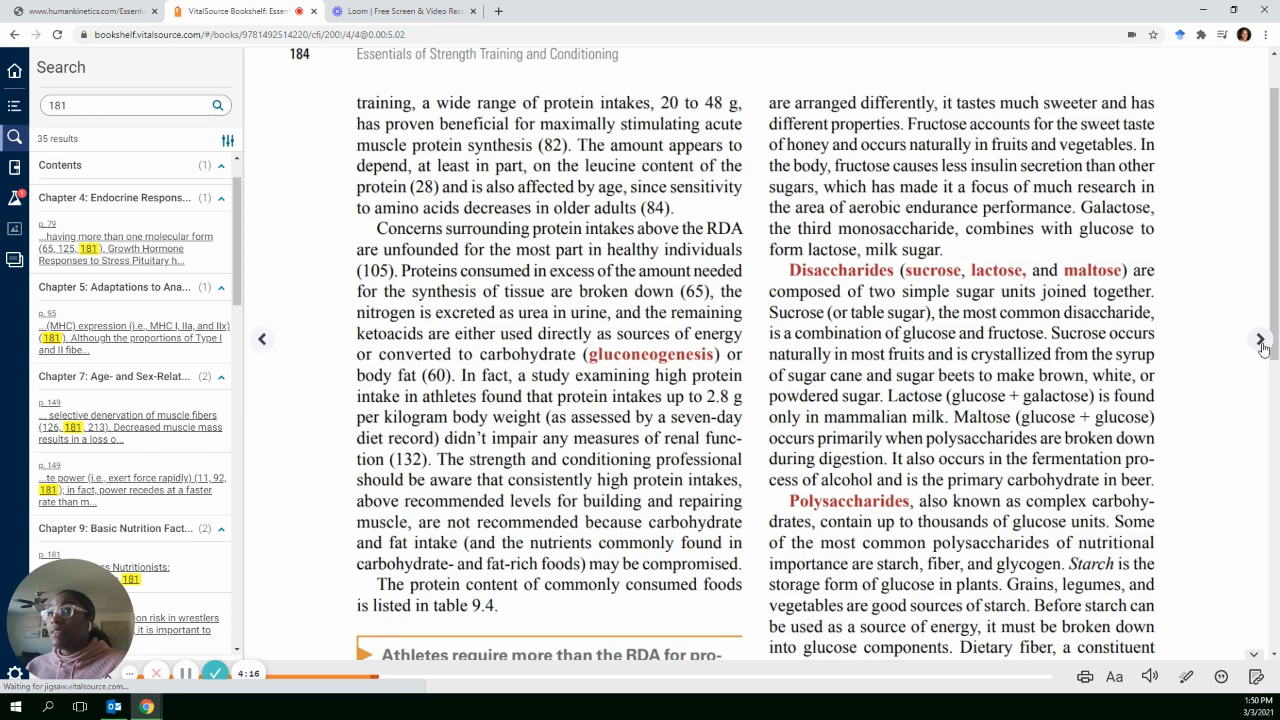 www.humankinetics.com/Essenti
VitalSource Bookshelf: Essen
Loom | Free Screen & Video Rec
bookshelf.vitalsource.com/#/books/9781492514220/cfi/200!/4/4@0.00:5.02
Search
181
35 results
Contents (1)
Chapter 4: Endocrine Respons... (1)
p. 79
...having more than one molecular form
(65, 125, 181). Growth Hormone
Responses to Stress Pituitary h...
Chapter 5: Adaptations to Ana... (1)
p. 95
...(MHC) expression (i.e., MHC I, IIa, and IIx)
(181). Although the proportions of Type I
and II fibe...
Chapter 7: Age- and Sex-Relat... (2)
p. 149
... selective denervation of muscle fibers
(126, 181, 213). Decreased muscle mass
results in a loss o...
p. 149
...te power (i.e., exert force rapidly) (11, 92,
181); in fact, power recedes at a faster
rate than m...
Chapter 9: Basic Nutrition Fact... (2)
p. 181
ss Nutritionists:
181
on risk in wrestlers
, it is important to
184 Essentials of Strength Training and Conditioning
training, a wide range of protein intakes, 20 to 48 g,
has proven beneficial for maximally stimulating acute
muscle protein synthesis (82). The amount appears to
depend, at least in part, on the leucine content of the
protein (28) and is also affected by age, since sensitivity
to amino acids decreases in older adults (84).
Concerns surrounding protein intakes above the RDA
are unfounded for the most part in healthy individuals
(105). Proteins consumed in excess of the amount needed
for the synthesis of tissue are broken down (65), the
nitrogen is excreted as urea in urine, and the remaining
ketoacids are either used directly as sources of energy
or converted to carbohydrate (gluconeogenesis) or
body fat (60). In fact, a study examining high protein
intake in athletes found that protein intakes up to 2.8 g
per kilogram body weight (as assessed by a seven-day
diet record) didn't impair any measures of renal func-
tion (132). The strength and conditioning professional
should be aware that consistently high protein intakes,
above recommended levels for building and repairing
muscle, are not recommended because carbohydrate
and fat intake (and the nutrients commonly found in
carbohydrate- and fat-rich foods) may be compromised.
The protein content of commonly consumed foods
is listed in table 9.4.
Athletes require more than the RDA for pro-
are arranged differently, it tastes much sweeter and has
different properties. Fructose accounts for the sweet taste
of honey and occurs naturally in fruits and vegetables. In
the body, fructose causes less insulin secretion than other
sugars, which has made it a focus of much research in
the area of aerobic endurance performance. Galactose,
the third monosaccharide, combines with glucose to
form lactose, milk sugar.
Disaccharides (sucrose, lactose, and maltose) are
composed of two simple sugar units joined together.
Sucrose (or table sugar), the most common disaccharide,
is a combination of glucose and fructose. Sucrose occurs
naturally in most fruits and is crystallized from the syrup
of sugar cane and sugar beets to make brown, white, or
powdered sugar. Lactose (glucose + galactose) is found
only in mammalian milk. Maltose (glucose + glucose)
occurs primarily when polysaccharides are broken down
during digestion. It also occurs in the fermentation pro-
cess of alcohol and is the primary carbohydrate in beer.
Polysaccharides, also known as complex carbohy-
drates, contain up to thousands of glucose units. Some
of the most common polysaccharides of nutritional
importance are starch, fiber, and glycogen. Starch is the
storage form of glucose in plants. Grains, legumes, and
vegetables are good sources of starch. Before starch can
be used as a source of energy, it must be broken down
into glucose components. Dietary fiber, a constituent
4:16
Aa
Waiting for jigsaw.vitalsource.com...
1:50 PM
3/3/2021